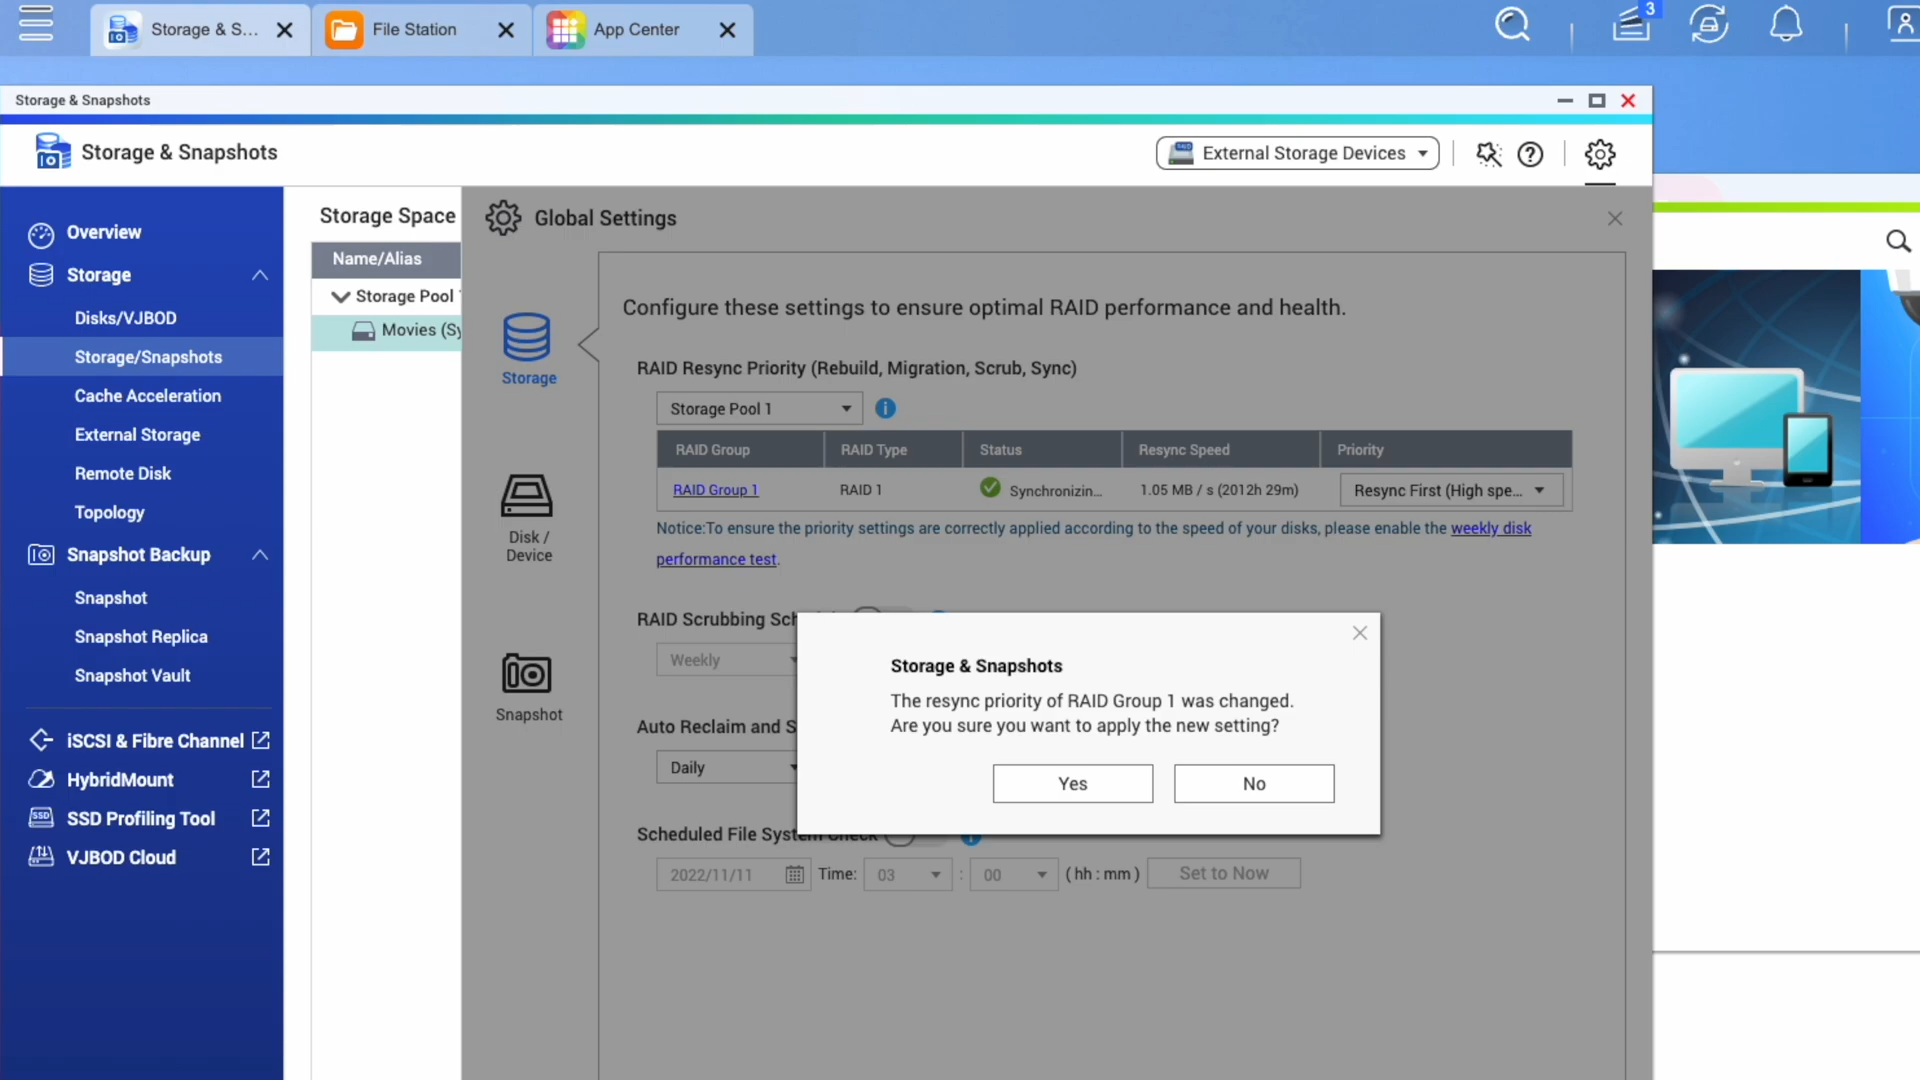 Storage & S...
File Station
App Center
3
Storage & Snapshots
Storage & Snapshots
External Storage Devices
Overview
Storage
Disks/VJBOD
Storage/Snapshots
Cache Acceleration
External Storage
Remote Disk
Topology
Snapshot Backup
Snapshot
Snapshot Replica
Snapshot Vault
iSCSI & Fibre Channel
HybridMount
SSD Profiling Tool
VJBOD Cloud
Storage Space
Name/Alias
Storage Pool
Movies (Sy
Global Settings
Storage
Disk /
Device
Snapshot
Configure these settings to ensure optimal RAID performance and health.
RAID Resync Priority (Rebuild, Migration, Scrub, Sync)
Storage Pool 1
RAID Group RAID Type Status Resync Speed Priority
RAID Group 1 RAID 1 Synchronizin... 1.05 MB / s (2012h 29m) Resync First (High spe...
Notice:To ensure the priority settings are correctly applied according to the speed of your disks, please enable the weekly disk
performance test.
RAID Scrubbing Sch
Weekly
Auto Reclaim and S
Daily
Scheduled File System Check
2022/11/11 Time: 03 : 00 ( hh : mm ) Set to Now
Storage & Snapshots
The resync priority of RAID Group 1 was changed.
Are you sure you want to apply the new setting?
Yes No